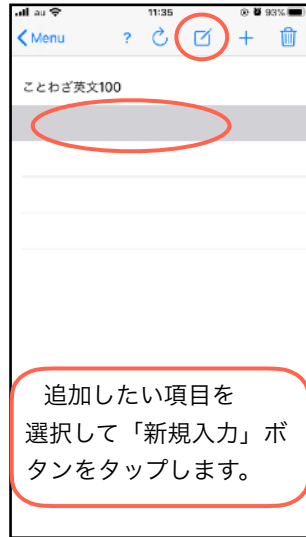 au 11:35 93%
Menu ? +
ことわざ英文100
追加したい項目を
選択して「新規入力」ボ
タンをタップします。